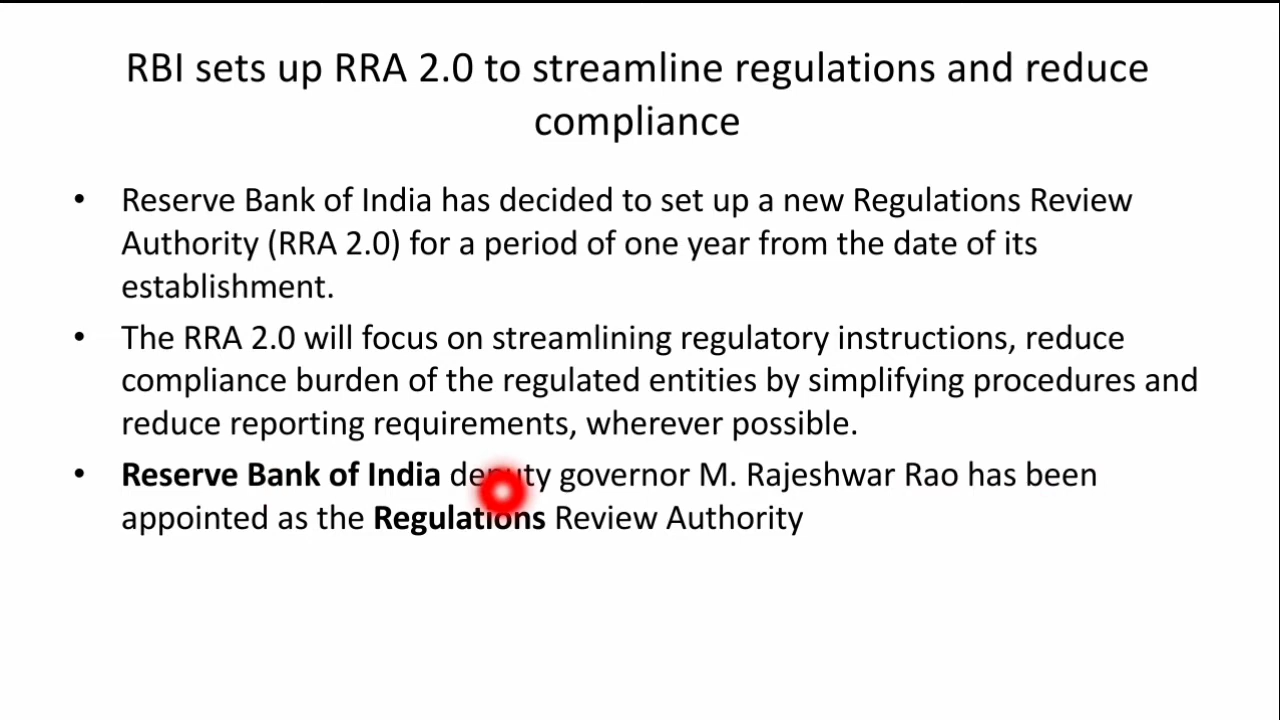 RBI sets up RRA 2.0 to streamline regulations and reduce
compliance
• Reserve Bank of India has decided to set up a new Regulations Review
Authority (RRA 2.0) for a period of one year from the date of its
establishment.
• The RRA 2.0 will focus on streamlining regulatory instructions, reduce
compliance burden of the regulated entities by simplifying procedures and
reduce reporting requirements, wherever possible.
• Reserve Bank of India deputy governor M. Rajeshwar Rao has been
appointed as the Regulations Review Authority